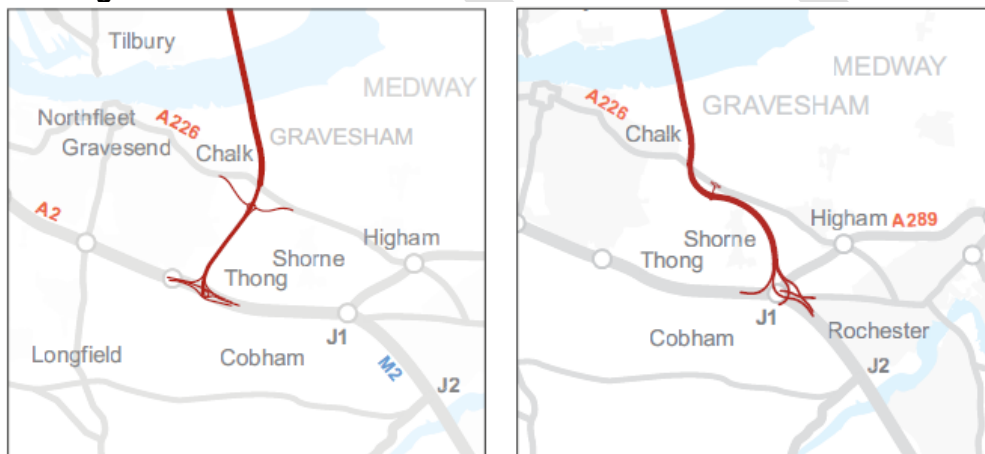 Tilbury
MEDWAY
Northfleet
A226
GRAVESHAM
Gravesend
Chalk
A2
Higham
Shorne
Thong
J1
Longfield
Cobham
M2
J2
MEDWAY
A226
GRAVESHAM
Chalk
Higham
A289
Shorne
Thong
J1
Rochester
Cobham
J2